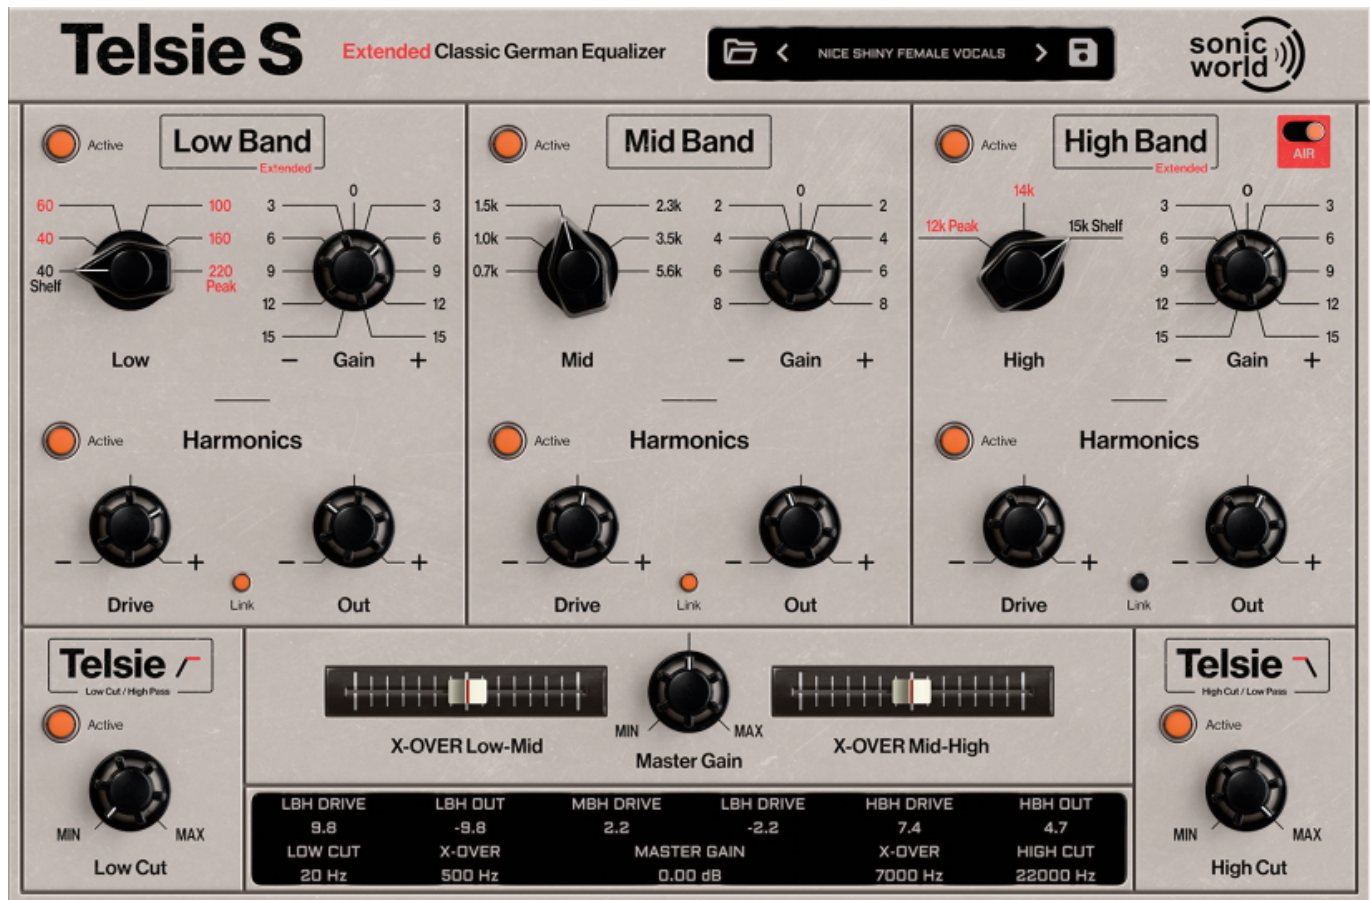 Telsie S
Extended Classic German Equalizer
NICE SHINY FEMALE VOCALS
sonic
world
Active
Low Band
Extended
60
100
40
160
40
Shelf
220
Peak
Low
0
3
3
6
6
9
9
12
12
15
15
− Gain +
Active
Mid Band
1.5k
2.3k
1.0k
3.5k
0.7k
5.6k
Mid
0
2
2
4
4
6
6
8
8
− Gain +
Active
High Band
Extended
AIR
14k
12k Peak
15k Shelf
High
0
3
3
6
6
9
9
12
12
15
15
− Gain +
Active
Harmonics
− +
Drive
Link
− +
Out
Active
Harmonics
− +
Drive
Link
− +
Out
Active
Harmonics
− +
Drive
Link
− +
Out
Telsie
Low Cut / High Pass
Active
MIN MAX
Low Cut
X-OVER Low-Mid
MIN MAX
Master Gain
X-OVER Mid-High
LBH DRIVE LBH OUT MBH DRIVE LBH DRIVE HBH DRIVE HBH OUT
9.8 -9.8 2.2 -2.2 7.4 4.7
LOW CUT X-OVER MASTER GAIN X-OVER HIGH CUT
20 Hz 500 Hz 0.00 dB 7000 Hz 22000 Hz
Telsie
High Cut / Low Pass
Active
MIN MAX
High Cut